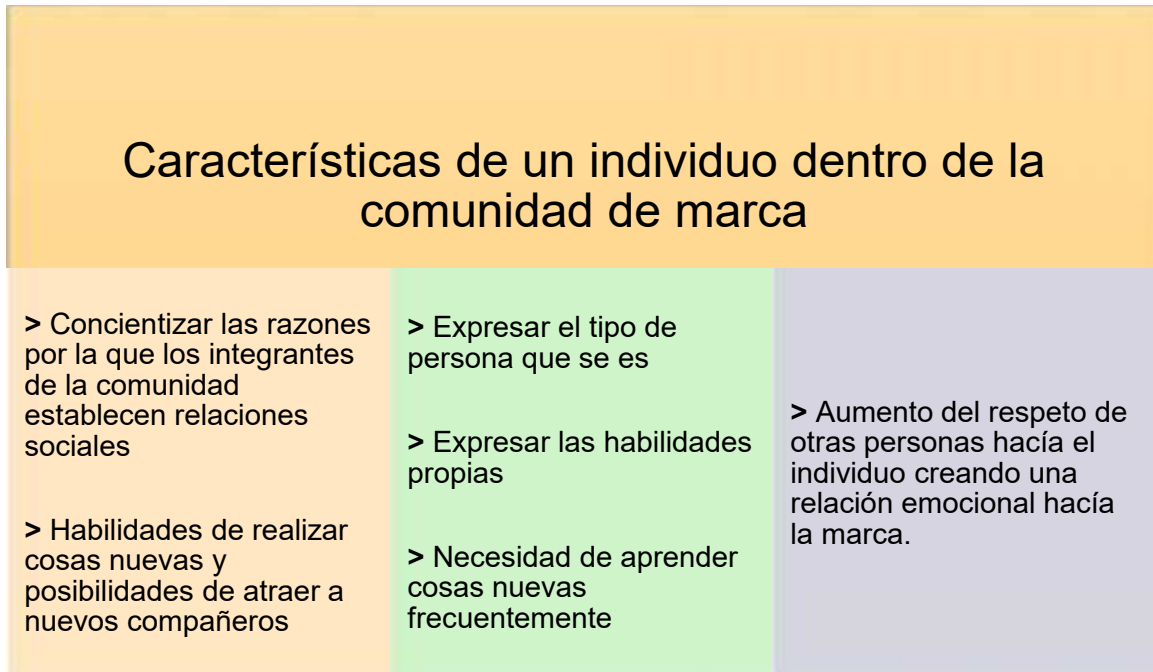 Características de un individuo dentro de la
comunidad de marca
> Concientizar las razones
por la que los integrantes
de la comunidad
establecen relaciones
sociales
> Habilidades de realizar
cosas nuevas y
posibilidades de atraer a
nuevos compañeros
> Expresar el tipo de
persona que se es
> Expresar las habilidades
propias
> Necesidad de aprender
cosas nuevas
frecuentemente
> Aumento del respeto de
otras personas hacía el
individuo creando una
relación emocional hacía
la marca.